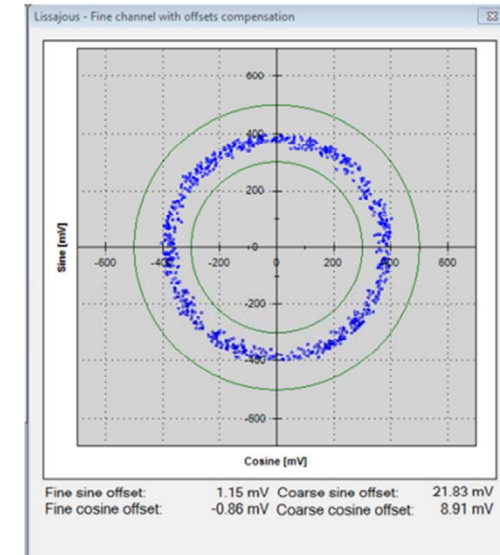 Lissajous - Fine channel with offsets compensation
600
400
200
-600
-400
0
200
400
600
-200
-400
-600
Sine [mV]
Cosine [mV]
Fine sine offset: 1.15 mV Coarse sine offset: 21.83 mV
Fine cosine offset: -0.86 mV Coarse cosine offset: 8.91 mV